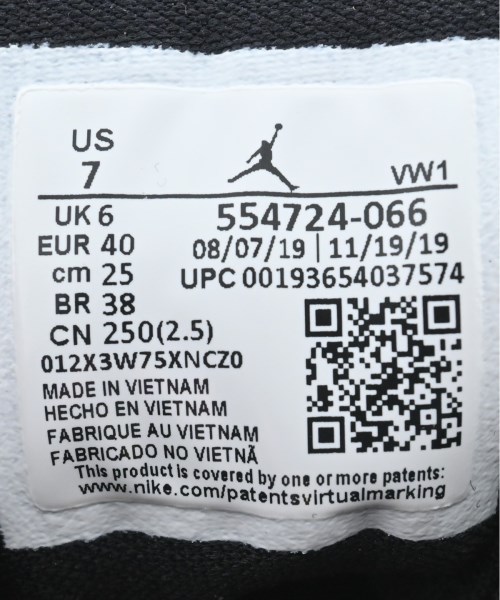 US
7
VW1
UK 6
554724-066
EUR 40
08/07/19 | 11/19/19
cm 25
UPC 00193654037574
BR 38
CN 250(2.5)
012X3W75XNCZ0
MADE IN VIETNAM
HECHO EN VIETNAM
FABRIQUE AU VIETNAM
FABRICADO NO VIETNÃ
This product is covered by one or more patents:
www.nike.com/patentsvirtualmarking